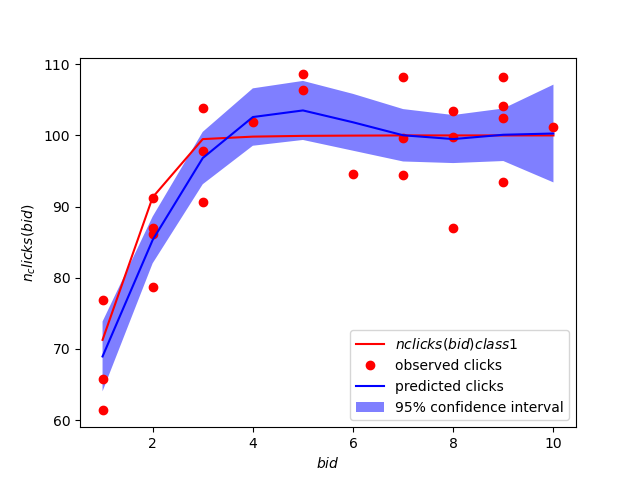 110
100
90
80
70
60
n_clicks(bid)
nclicks(bid)class1
observed clicks
predicted clicks
95% confidence interval
2 4 6 8 10
bid